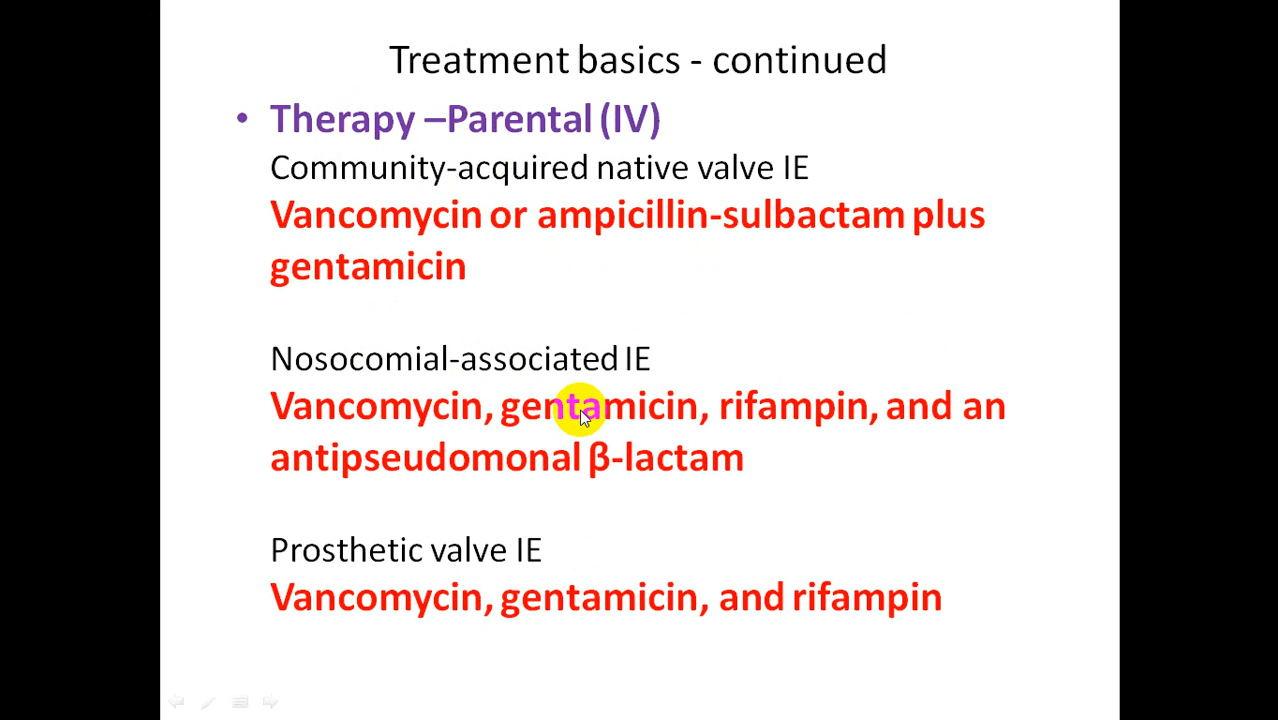 Treatment basics - continued
• Therapy –Parental (IV)
Community-acquired native valve IE
Vancomycin or ampicillin-sulbactam plus
gentamicin
Nosocomial-associated IE
Vancomycin, gentamicin, rifampin, and an
antipseudomonal β-lactam
Prosthetic valve IE
Vancomycin, gentamicin, and rifampin